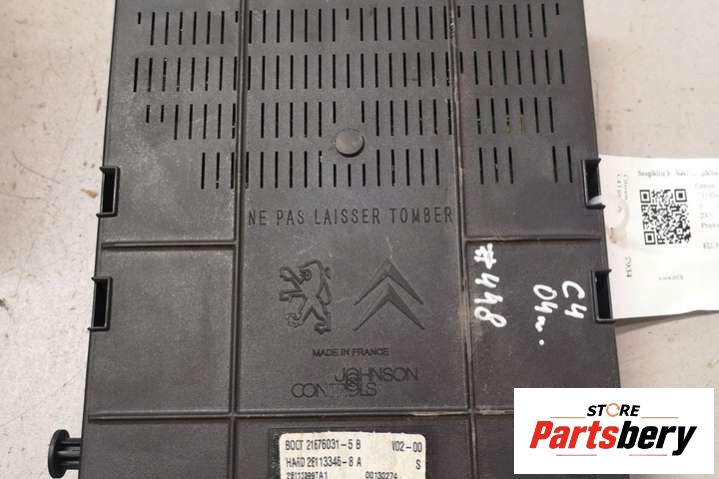 NE PAS LAISSER TOMBER
MADE IN FRANCE
JOHNSON
CONTROLS
#448
C4
04m.
BOOT 21676031-5 B V02-00
HARD 28113346-8 A S
00130274
STORE
Partsbery